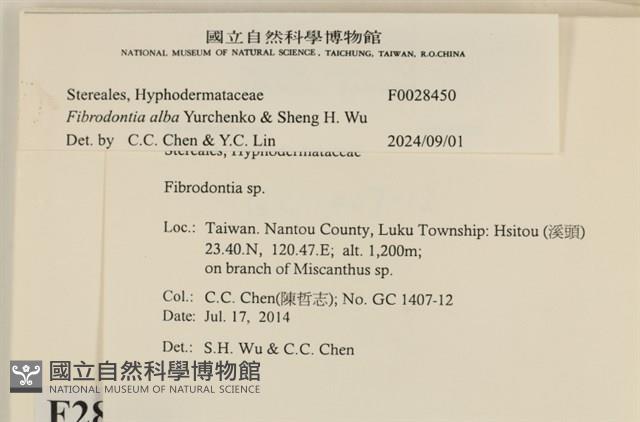 國立自然科學博物館
NATIONAL MUSEUM OF NATURAL SCIENCE, TAICHUNG, TAIWAN, R.O.CHINA
Stereales, Hyphodermataceae F0028450
Fibrodontia alba Yurchenko & Sheng H. Wu
Det. by C.C. Chen & Y.C. Lin 2024/09/01
Stereales, Hyphodermataceae
Fibrodontia sp.
Loc.: Taiwan. Nantou County, Luku Township: Hsitou (溪頭)
23.40.N, 120.47.E; alt. 1,200m;
on branch of Miscanthus sp.
Col.: C.C. Chen(陳哲志); No. GC 1407-12
Date: Jul. 17, 2014
Det.: S.H. Wu & C.C. Chen
國立自然科學博物館
NATIONAL MUSEUM OF NATURAL SCIENCE
F28